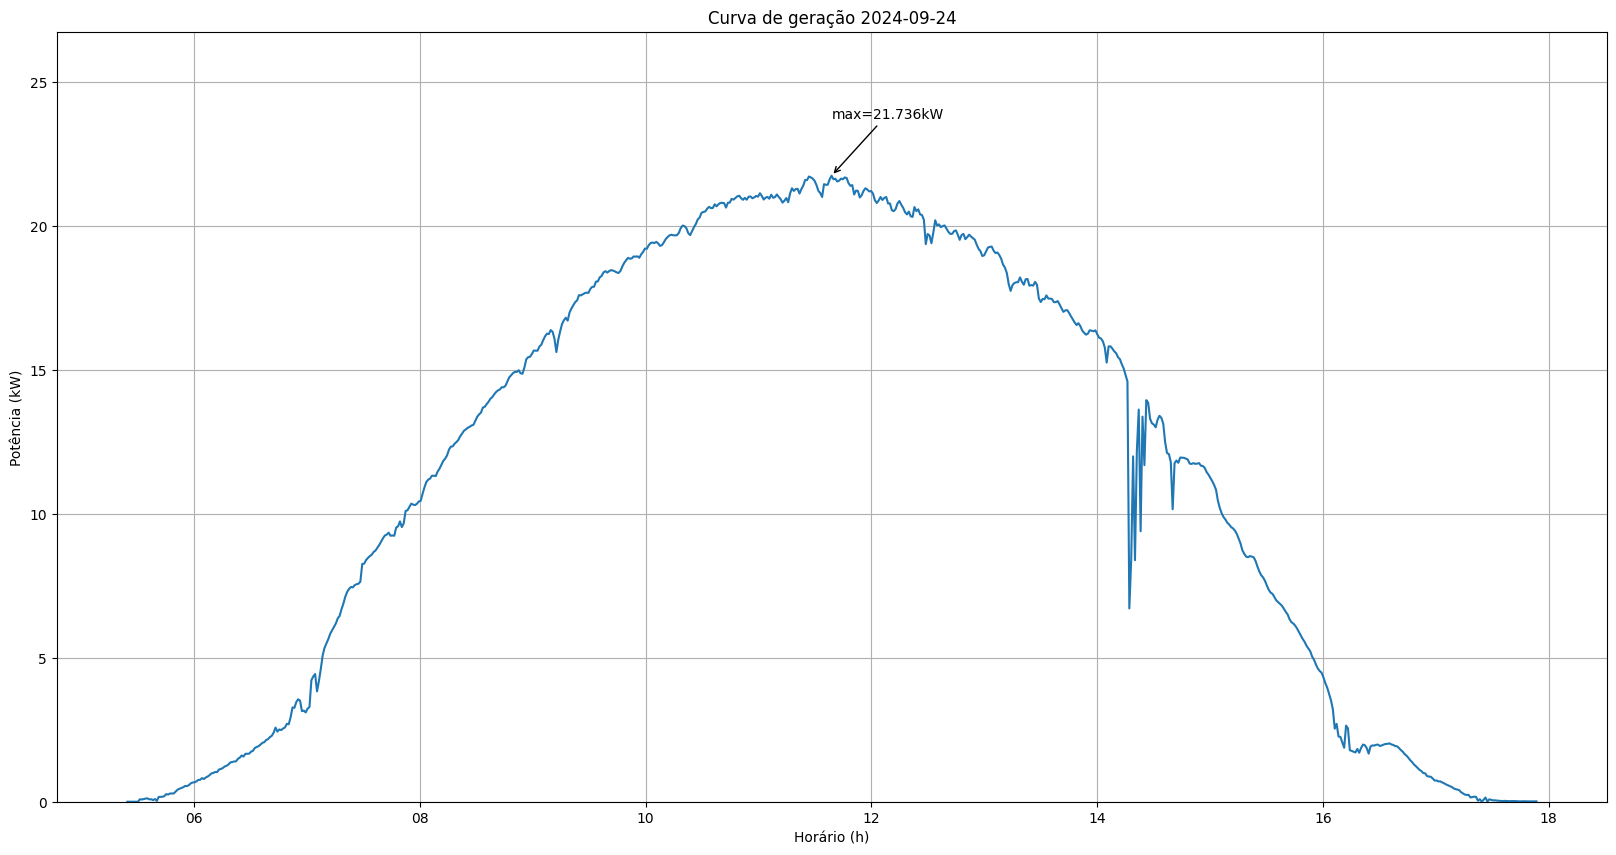 Curva de geração 2024-09-24
25
max=21.736kW
20
15
Potência (kW)
10
5
0
06 08 10 12 14 16 18
Horário (h)